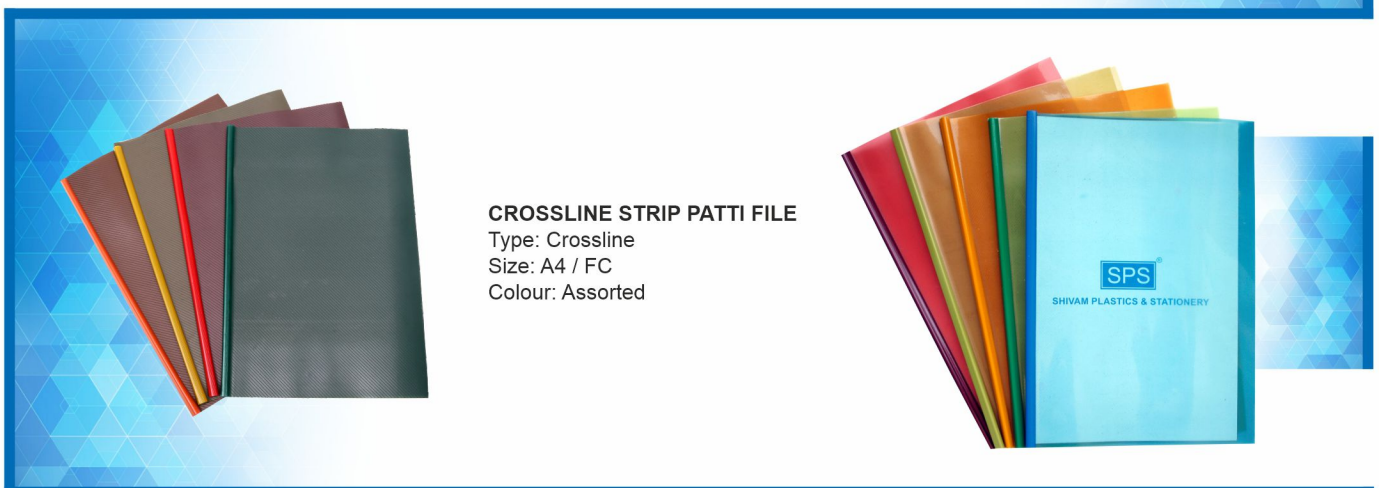 CROSSLINE STRIP PATTI FILE
Type: Crossline
Size: A4 / FC
Colour: Assorted
SPS®
SHIVAM PLASTICS & STATIONERY